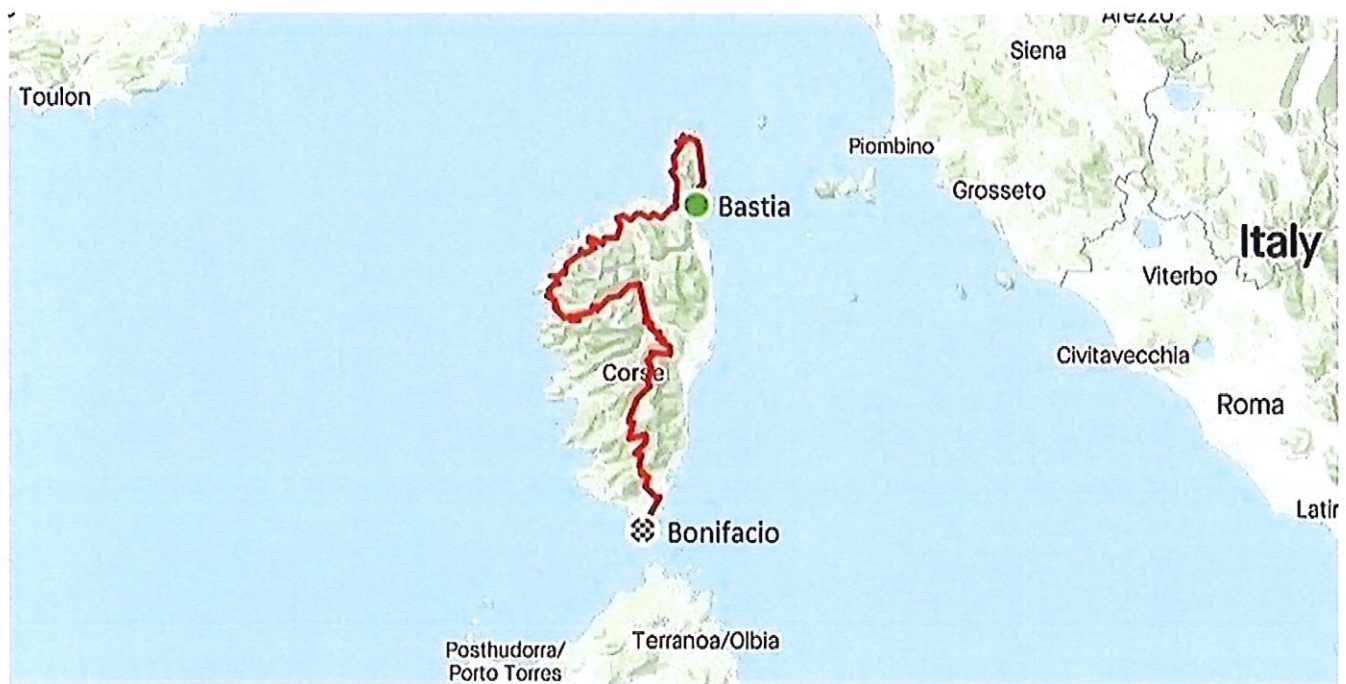 Arezzo
Siena
Toulon
Piombino
Grosseto
Bastia
Italy
Viterbo
Civitavecchia
Corse
Roma
Latir
Bonifacio
Terranoa/Olbia
Posthudorra/
Porto Torres